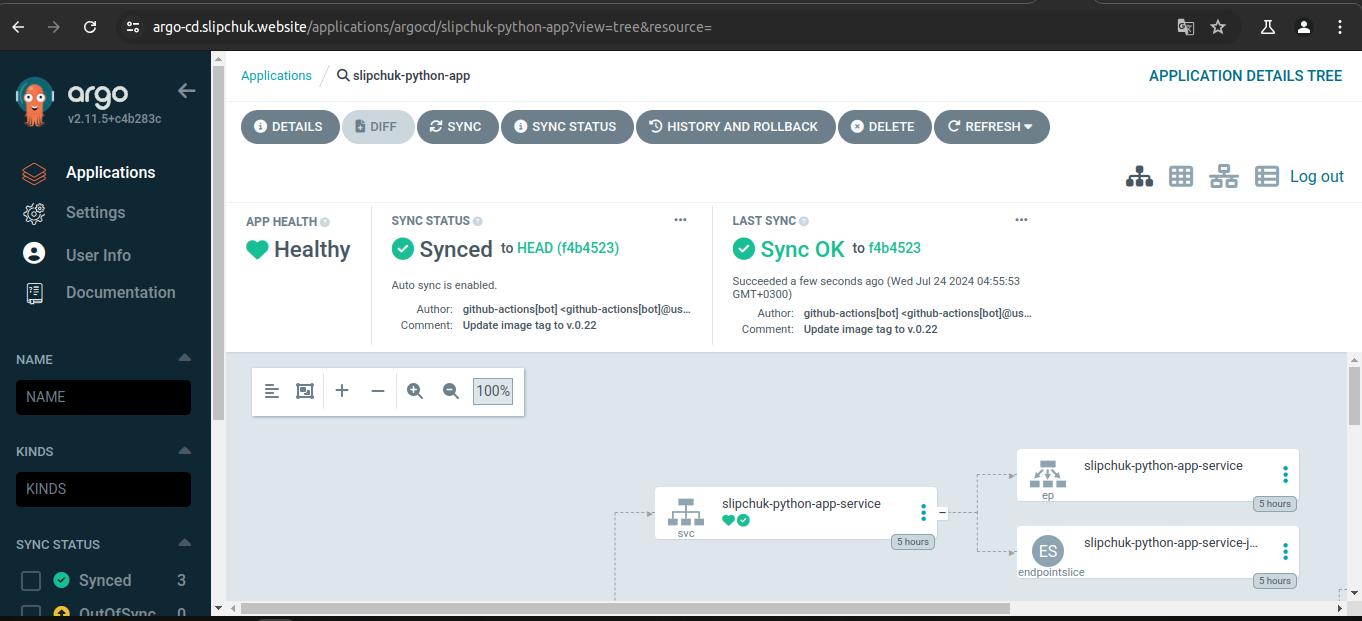 argo-cd.slipchuk.website/applications/argocd/slipchuk-python-app?view=tree&resource=
argo
v2.11.5+c4b283c
Applications
Settings
User Info
Documentation
NAME
NAME
KINDS
KINDS
SYNC STATUS
Synced 3
OutOfSync 0
Applications / slipchuk-python-app
APPLICATION DETAILS TREE
DETAILS DIFF SYNC SYNC STATUS HISTORY AND ROLLBACK DELETE REFRESH
Log out
APP HEALTH
Healthy
SYNC STATUS
Synced to HEAD (f4b4523)
Auto sync is enabled.
Author: github-actions[bot] <github-actions[bot]@us...
Comment: Update image tag to v.0.22
LAST SYNC
Sync OK to f4b4523
Succeeded a few seconds ago (Wed Jul 24 2024 04:55:53
GMT+0300)
Author: github-actions[bot] <github-actions[bot]@us...
Comment: Update image tag to v.0.22
100%
slipchuk-python-app-service
svc
5 hours
slipchuk-python-app-service
ep
5 hours
ES
slipchuk-python-app-service-j...
endpointslice
5 hours